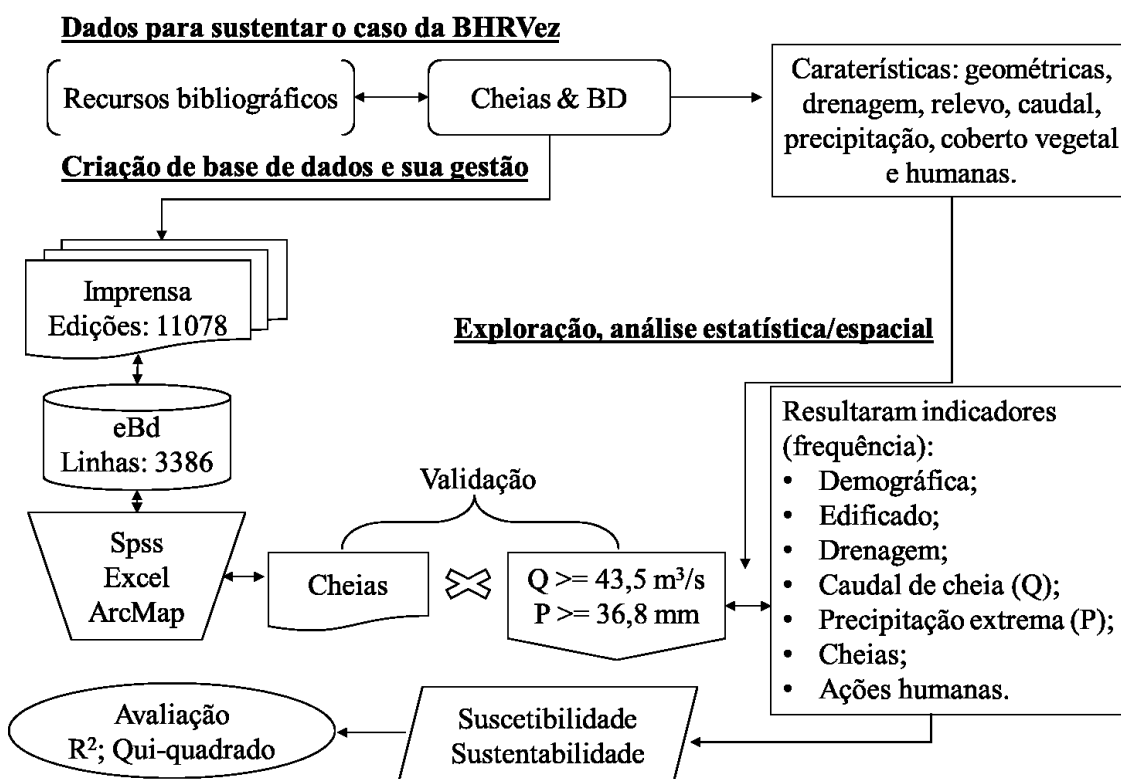 Dados para sustentar o caso da BHRVez
Recursos bibliográficos
Cheias & BD
Caraterísticas: geométricas,
drenagem, relevo, caudal,
precipitação, coberto vegetal
e humanas.
Criação de base de dados e sua gestão
Imprensa
Edições: 11078
Exploração, análise estatística/espacial
eBd
Linhas: 3386
Validação
Spss
Excel
ArcMap
Cheias
Q >= 43,5 m³/s
P >= 36,8 mm
Resultaram indicadores
(frequência):
• Demográfica;
• Edificado;
• Drenagem;
• Caudal de cheia (Q);
• Precipitação extrema (P);
• Cheias;
• Ações humanas.
Avaliação
R²; Qui-quadrado
Suscetibilidade
Sustentabilidade